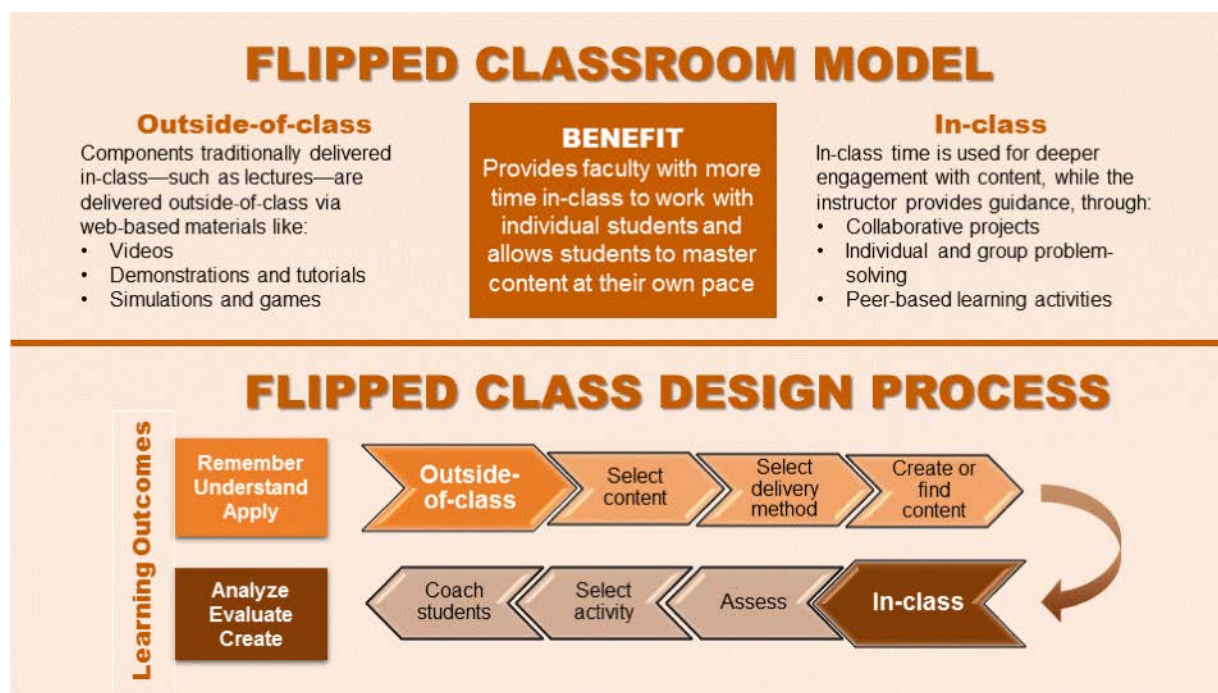 FLIPPED CLASSROOM MODEL
Outside-of-class
Components traditionally delivered
in-class—such as lectures—are
delivered outside-of-class via
web-based materials like:
• Videos
• Demonstrations and tutorials
• Simulations and games
BENEFIT
Provides faculty with more
time in-class to work with
individual students and
allows students to master
content at their own pace
In-class
In-class time is used for deeper
engagement with content, while the
instructor provides guidance, through:
• Collaborative projects
• Individual and group problem-
solving
• Peer-based learning activities
FLIPPED CLASS DESIGN PROCESS
Learning Outcomes
Remember
Understand
Apply
Outside-
of-class
Select
content
Select
delivery
method
Create or
find
content
Analyze
Evaluate
Create
Coach
students
Select
activity
Assess
In-class